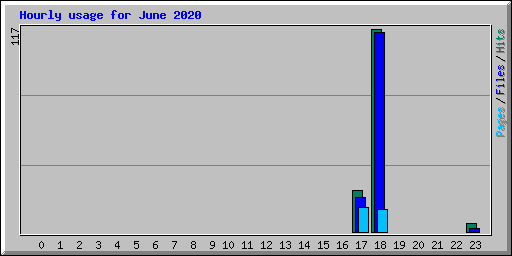 Hourly usage for June 2020
117
Pages/Files/Hits
0 1 2 3 4 5 6 7 8 9 10 11 12 13 14 15 16 17 18 19 20 21 22 23